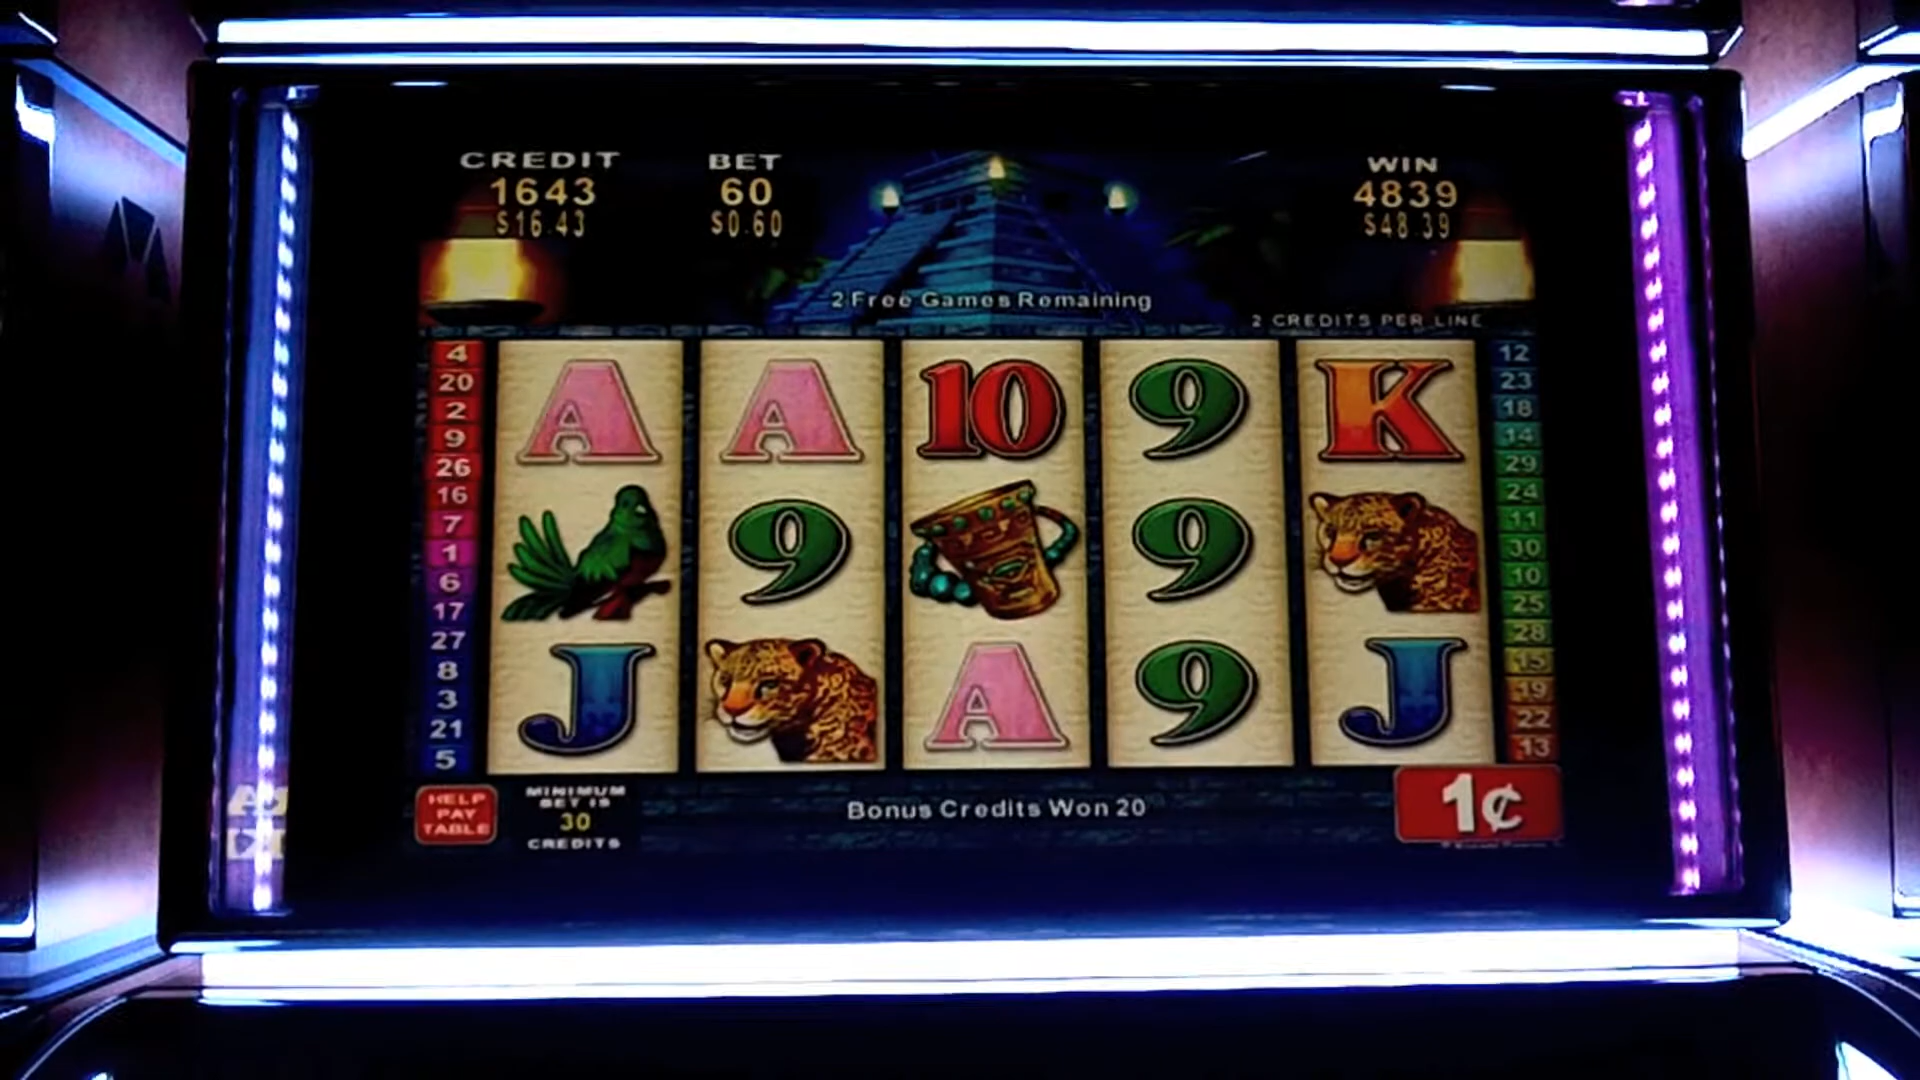 CREDIT BET WIN
1643 60 4839
$16.43 $0.60 $48.39
2 Free Games Remaining
2 CREDITS PER LINE
4 12
20 23
2 18
9 14
26 29
16 24
7 11
1 30
6 10
17 25
27 28
8 15
3 19
21 22
5 13
A A 10 9 K
9 9
J A 9 J
HELP
PAY
TABLE
MINIMUM
BET IS
30
CREDITS
Bonus Credits Won 20
1¢